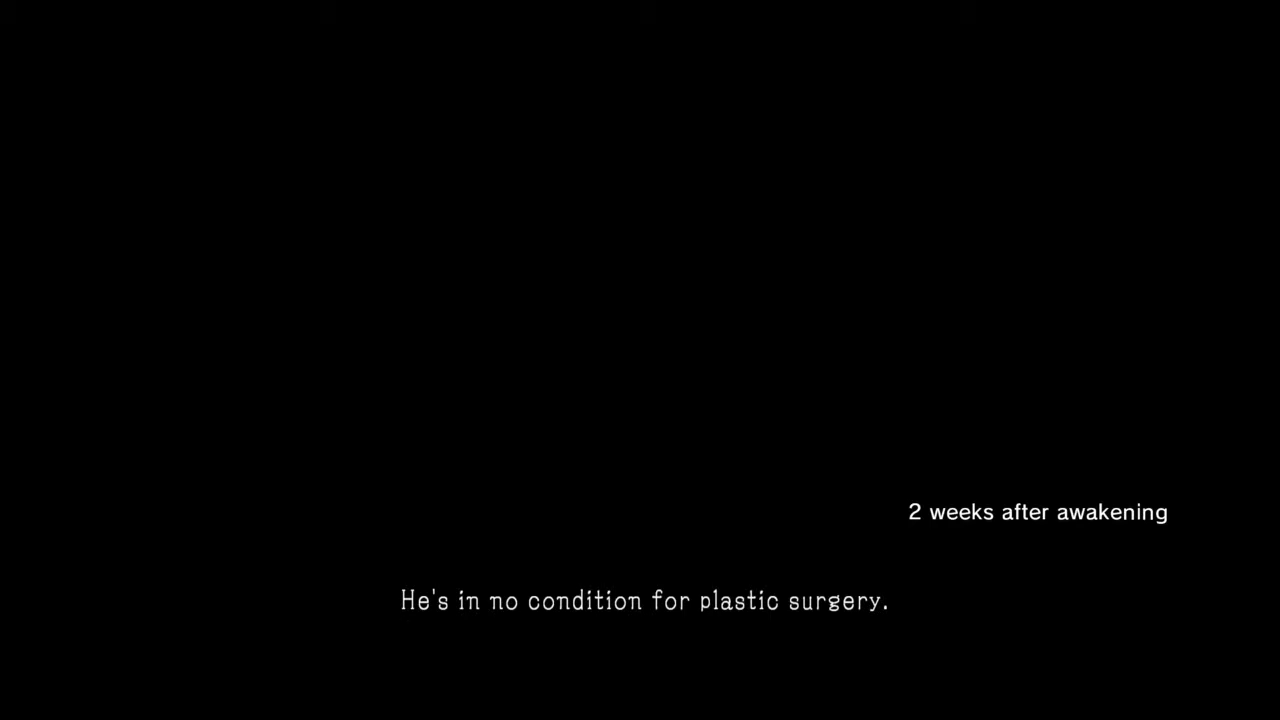 2 weeks after awakening
He's in no condition for plastic surgery.